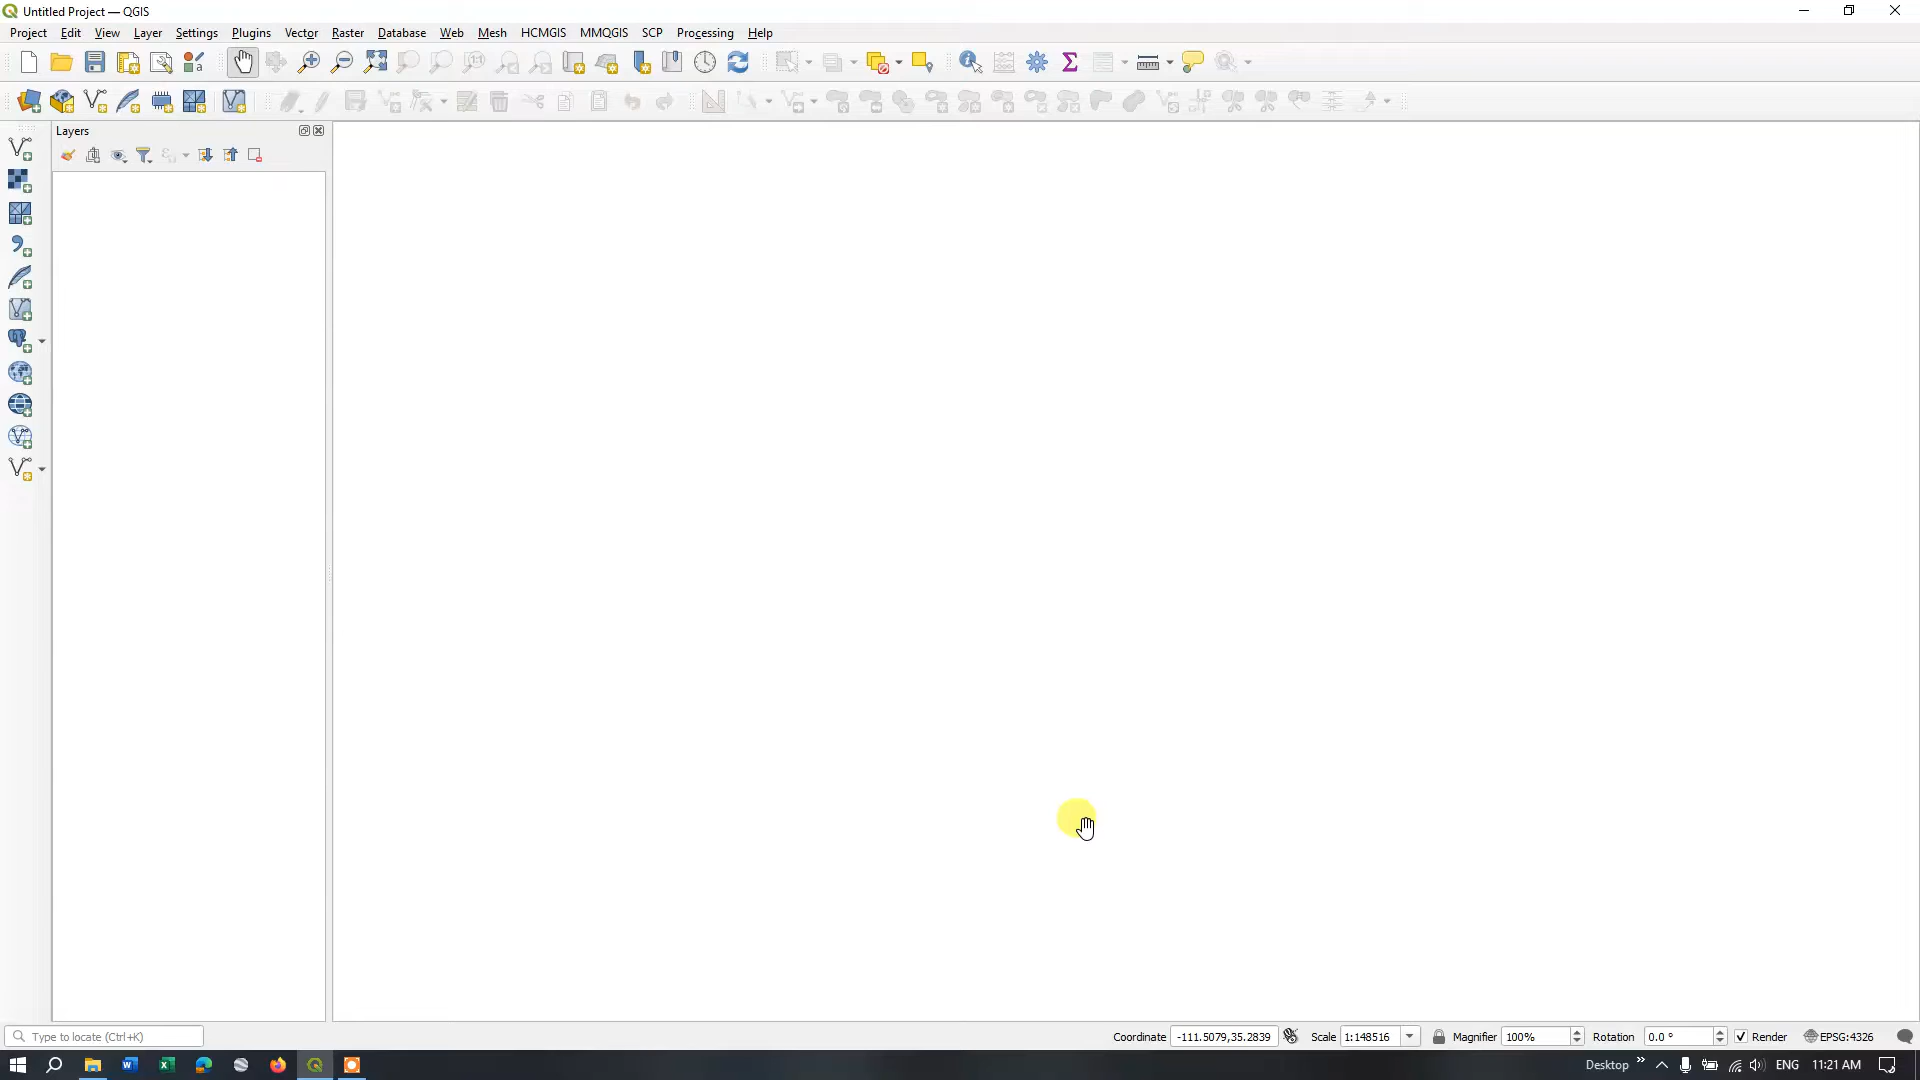 Untitled Project — QGIS
Project Edit View Layer Settings Plugins Vector Raster Database Web Mesh HCMGIS MMQGIS SCP Processing Help
Layers
Type to locate (Ctrl+K)
Coordinate -111.5079,35.2839 Scale 1:148516 Magnifier 100% Rotation 0.0 ° Render EPSG:4326
Desktop ENG 11:21 AM